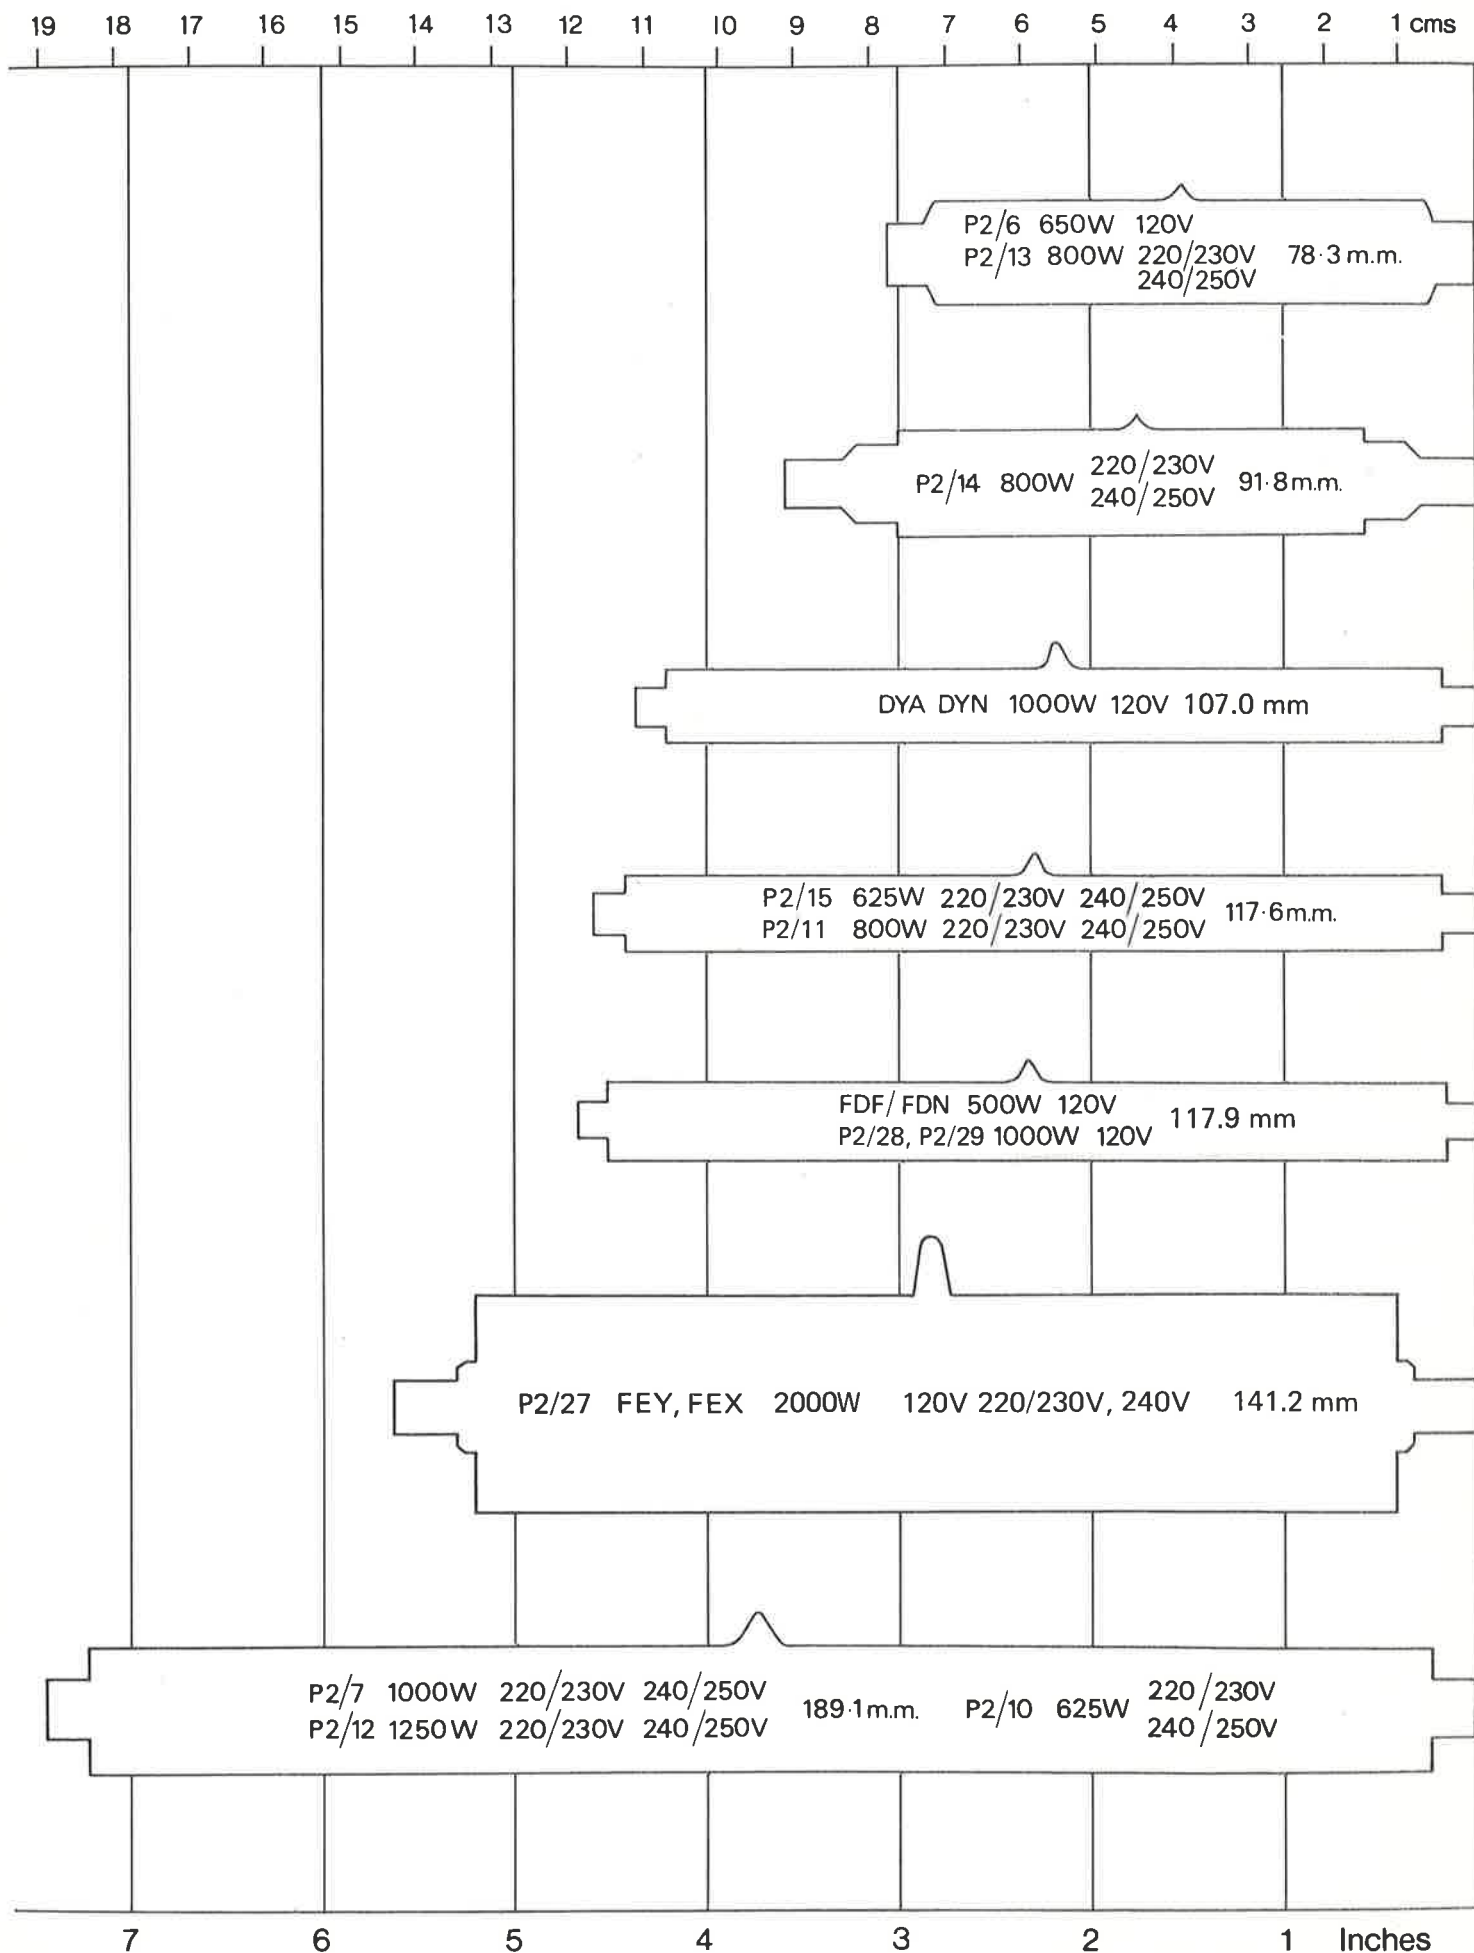 19 18 17 16 15 14 13 12 11 10 9 8 7 6 5 4 3 2 1 cms
P2/6 650W 120V
P2/13 800W 220/230V 78·3 m.m.
240/250V
P2/14 800W 220/230V 91·8m.m.
240/250V
DYA DYN 1000W 120V 107.0 mm
P2/15 625W 220/230V 240/250V 117·6m.m.
P2/11 800W 220/230V 240/250V
FDF/FDN 500W 120V 117.9 mm
P2/28, P2/29 1000W 120V
P2/27 FEY, FEX 2000W 120V 220/230V, 240V 141.2 mm
P2/7 1000W 220/230V 240/250V 189·1m.m. P2/10 625W 220/230V
P2/12 1250W 220/230V 240/250V 240/250V
7 6 5 4 3 2 1 Inches